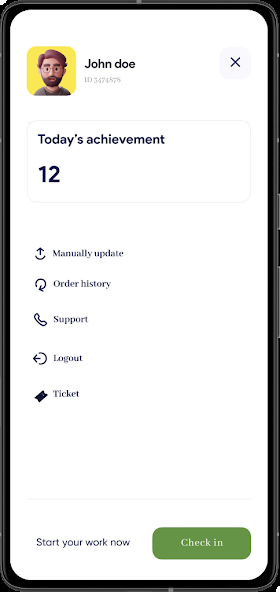 John doe
ID 3474878
Today's achievement
12
Manually update
Order history
Support
Logout
Ticket
Start your work now
Check in